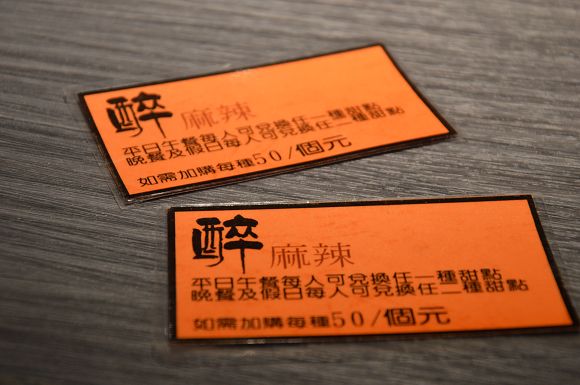 醉麻辣
平日午餐每人可兌換任一種甜點
晚餐及假日每人可兌換任二種甜點
如需加購每種50/個元
醉麻辣
平日午餐每人可兌換任一種甜點
晚餐及假日每人可兌換任二種甜點
如需加購每種50/個元